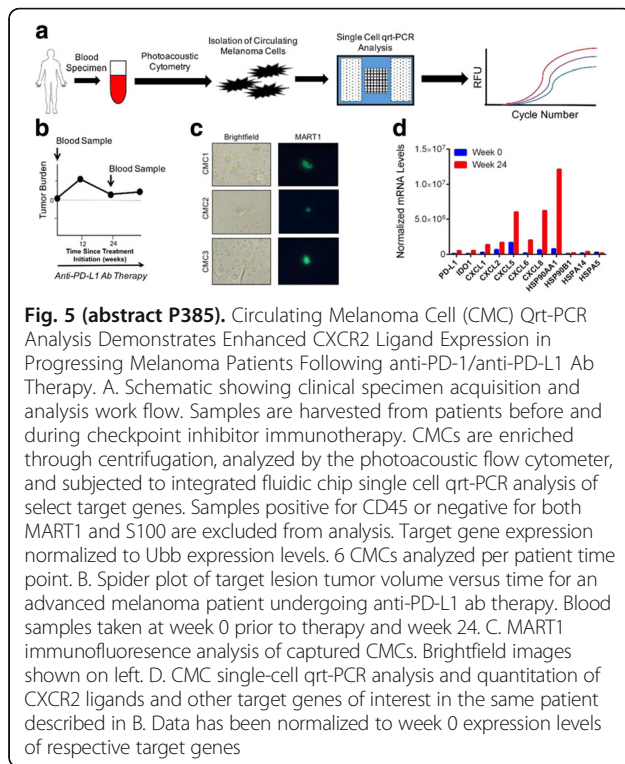 a
Blood
Specimen
Photoacoustic
Cytometry
Isolation of Circulating
Melanoma Cells
Single Cell qrt-PCR
Analysis
RFU
Cycle Number
b
Blood Sample
Blood Sample
Tumor Burden
0
12 24
Time Since Treatment
Initiation (weeks)
Anti-PD-L1 Ab Therapy
c
Brightfield MART1
CMC1
CMC2
CMC3
d
Week 0
Week 24
Normalized mRNA Levels
1.5×10⁷
1.0×10⁷
5.0×10⁶
PD-L1
IDO1
CXCL1
CXCL2
CXCL5
CXCL6
CXCL8
HSP90AA1
HSP90B1
HSPA14
HSPA5
Fig. 5 (abstract P385). Circulating Melanoma Cell (CMC) Qrt-PCR
Analysis Demonstrates Enhanced CXCR2 Ligand Expression in
Progressing Melanoma Patients Following anti-PD-1/anti-PD-L1 Ab
Therapy. A. Schematic showing clinical specimen acquisition and
analysis work flow. Samples are harvested from patients before and
during checkpoint inhibitor immunotherapy. CMCs are enriched
through centrifugation, analyzed by the photoacoustic flow cytometer,
and subjected to integrated fluidic chip single cell qrt-PCR analysis of
select target genes. Samples positive for CD45 or negative for both
MART1 and S100 are excluded from analysis. Target gene expression
normalized to Ubb expression levels. 6 CMCs analyzed per patient time
point. B. Spider plot of target lesion tumor volume versus time for an
advanced melanoma patient undergoing anti-PD-L1 ab therapy. Blood
samples taken at week 0 prior to therapy and week 24. C. MART1
immunofluoresence analysis of captured CMCs. Brightfield images
shown on left. D. CMC single-cell qrt-PCR analysis and quantitation of
CXCR2 ligands and other target genes of interest in the same patient
described in B. Data has been normalized to week 0 expression levels
of respective target genes